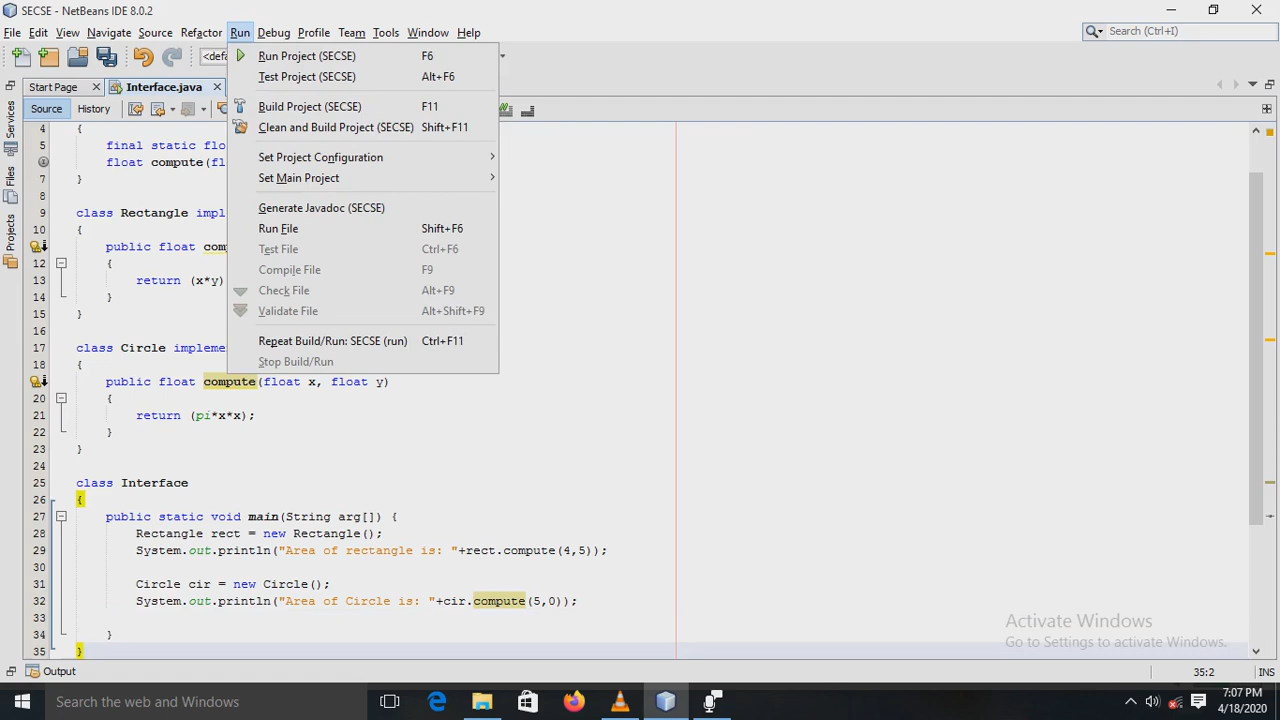 SECSE - NetBeans IDE 8.0.2
File Edit View Navigate Source Refactor Run Debug Profile Team Tools Window Help
Search (Ctrl+I)
Run Project (SECSE) F6
Test Project (SECSE) Alt+F6
Build Project (SECSE) F11
Clean and Build Project (SECSE) Shift+F11
Set Project Configuration
Set Main Project
Generate Javadoc (SECSE)
Run File Shift+F6
Test File Ctrl+F6
Compile File F9
Check File Alt+F9
Validate File Alt+Shift+F9
Repeat Build/Run: SECSE (run) Ctrl+F11
Stop Build/Run
Start Page Interface.java
Source History
Services
Files
Projects
4 {
5 final static flo
float compute(fl
7 }
8
9 class Rectangle impl
10 {
public float comp
12 {
13 return (x*y)
14 }
15 }
16
17 class Circle impleme
18 {
public float compute(float x, float y)
20 {
21 return (pi*x*x);
22 }
23 }
24
25 class Interface
26 {
27 public static void main(String arg[]) {
28 Rectangle rect = new Rectangle();
29 System.out.println("Area of rectangle is: "+rect.compute(4,5));
30
31 Circle cir = new Circle();
32 System.out.println("Area of Circle is: "+cir.compute(5,0));
33
34 }
35 }
Activate Windows
Go to Settings to activate Windows.
Output
35:2 INS
Search the web and Windows
7:07 PM
4/18/2020